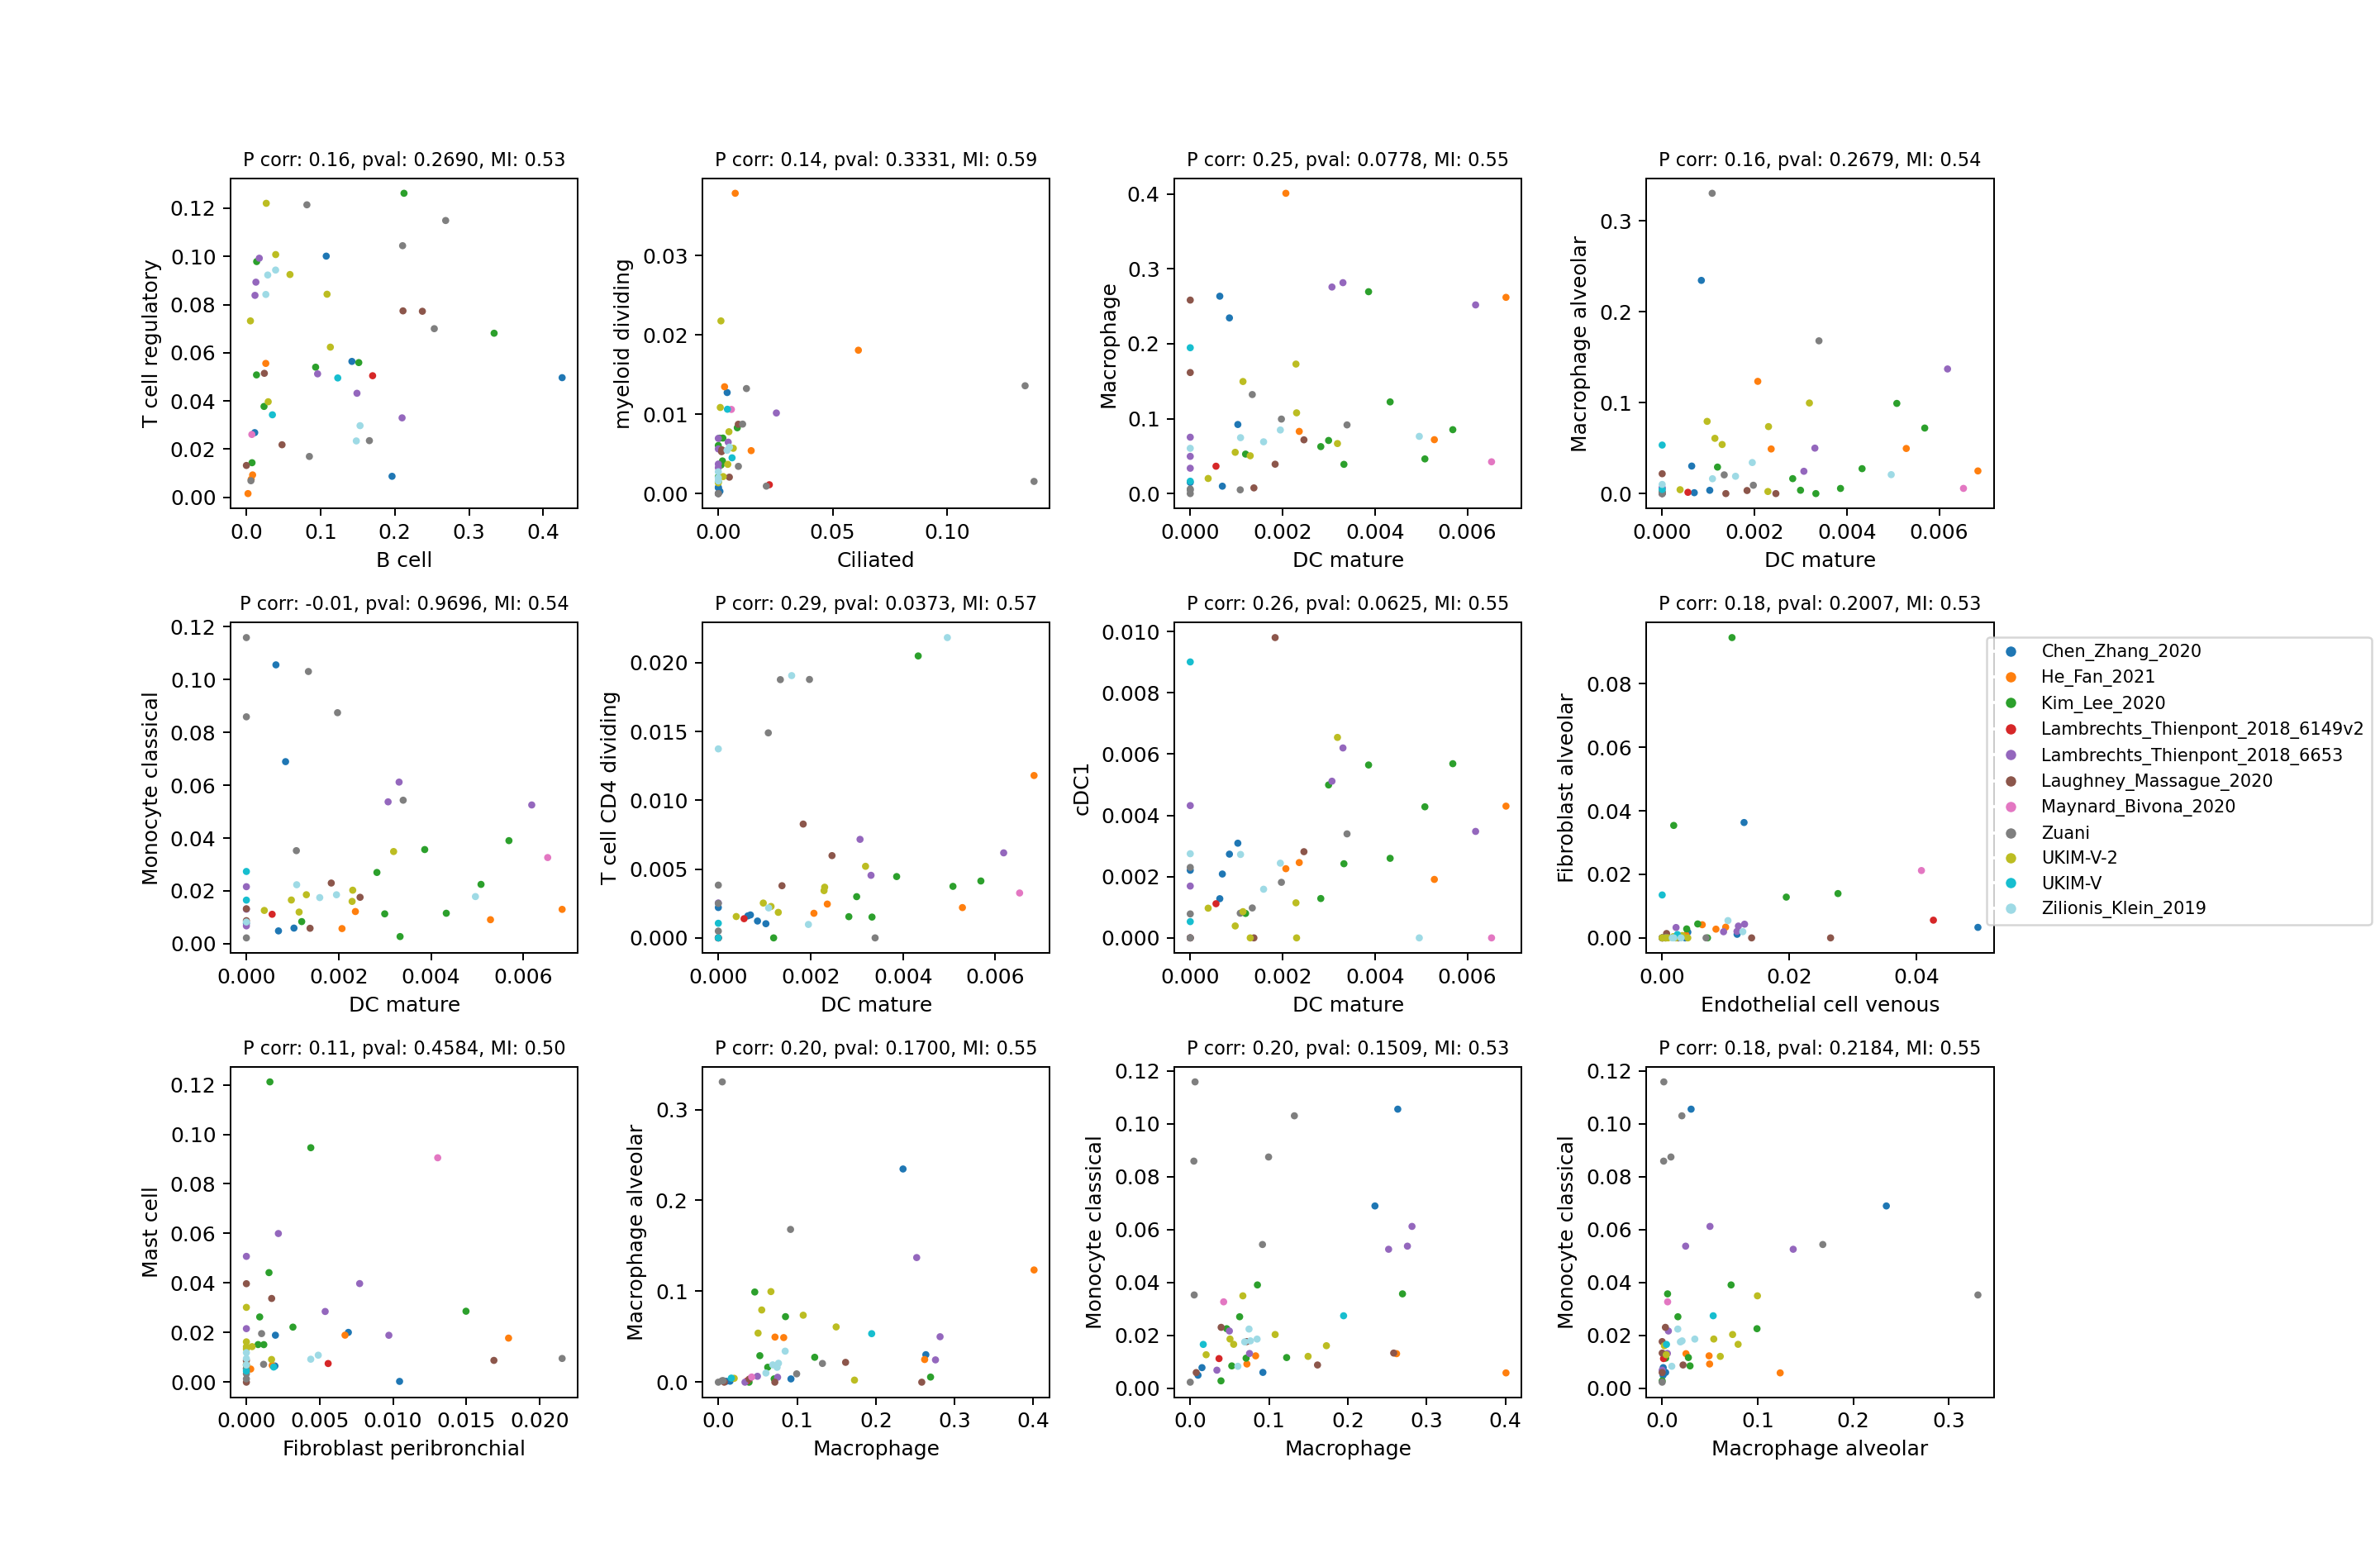 P corr: 0.16, pval: 0.2690, MI: 0.53
T cell regulatory
0.12
0.10
0.08
0.06
0.04
0.02
0.00
0.0 0.1 0.2 0.3 0.4
B cell
P corr: 0.14, pval: 0.3331, MI: 0.59
myeloid dividing
0.03
0.02
0.01
0.00
0.00 0.05 0.10
Ciliated
P corr: 0.25, pval: 0.0778, MI: 0.55
Macrophage
0.4
0.3
0.2
0.1
0.0
0.000 0.002 0.004 0.006
DC mature
P corr: 0.16, pval: 0.2679, MI: 0.54
Macrophage alveolar
0.3
0.2
0.1
0.0
0.000 0.002 0.004 0.006
DC mature
P corr: -0.01, pval: 0.9696, MI: 0.54
Monocyte classical
0.12
0.10
0.08
0.06
0.04
0.02
0.00
0.000 0.002 0.004 0.006
DC mature
P corr: 0.29, pval: 0.0373, MI: 0.57
T cell CD4 dividing
0.020
0.015
0.010
0.005
0.000
0.000 0.002 0.004 0.006
DC mature
P corr: 0.26, pval: 0.0625, MI: 0.55
cDC1
0.010
0.008
0.006
0.004
0.002
0.000
0.000 0.002 0.004 0.006
DC mature
P corr: 0.18, pval: 0.2007, MI: 0.53
Fibroblast alveolar
0.08
0.06
0.04
0.02
0.00
0.00 0.02 0.04
Endothelial cell venous
Chen_Zhang_2020
He_Fan_2021
Kim_Lee_2020
Lambrechts_Thienpont_2018_6149v2
Lambrechts_Thienpont_2018_6653
Laughney_Massague_2020
Maynard_Bivona_2020
Zuani
UKIM-V-2
UKIM-V
Zilionis_Klein_2019
P corr: 0.11, pval: 0.4584, MI: 0.50
Mast cell
0.12
0.10
0.08
0.06
0.04
0.02
0.00
0.000 0.005 0.010 0.015 0.020
Fibroblast peribronchial
P corr: 0.20, pval: 0.1700, MI: 0.55
Macrophage alveolar
0.3
0.2
0.1
0.0
0.0 0.1 0.2 0.3 0.4
Macrophage
P corr: 0.20, pval: 0.1509, MI: 0.53
Monocyte classical
0.12
0.10
0.08
0.06
0.04
0.02
0.00
0.0 0.1 0.2 0.3 0.4
Macrophage
P corr: 0.18, pval: 0.2184, MI: 0.55
Monocyte classical
0.12
0.10
0.08
0.06
0.04
0.02
0.00
0.0 0.1 0.2 0.3
Macrophage alveolar